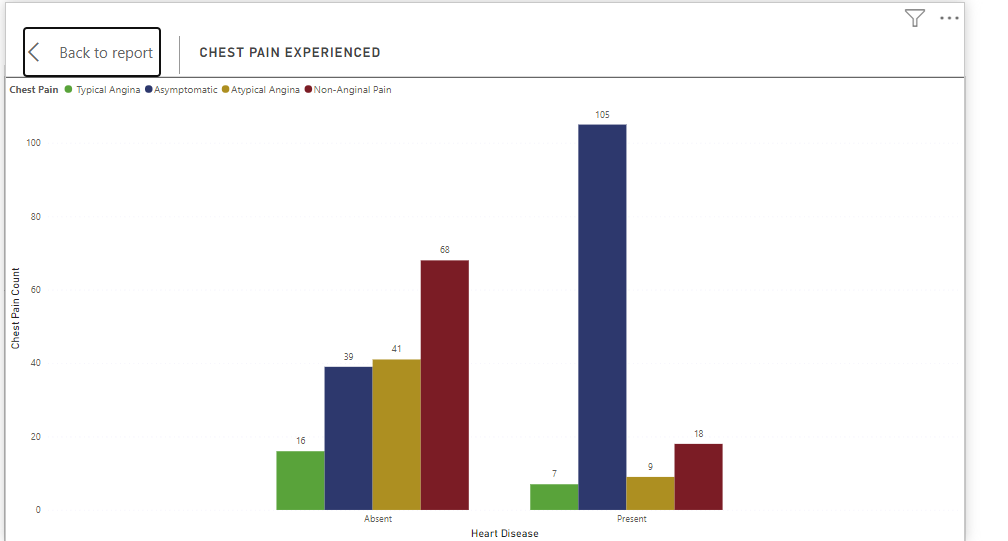 Back to report
CHEST PAIN EXPERIENCED
Chest Pain Typical Angina Asymptomatic Atypical Angina Non-Anginal Pain
105
100
80
68
60
Chest Pain Count
41
39
40
20
18
16
9
7
0
Absent Present
Heart Disease